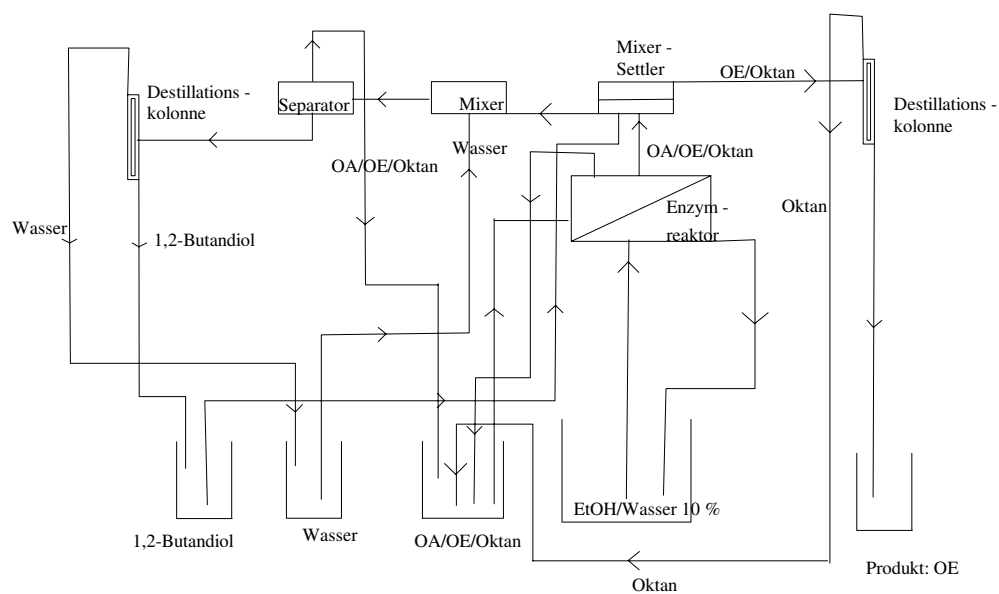 Mixer -
Settler
OE/Oktan
Destillations -
kolonne
Separator
Mixer
Destillations -
kolonne
Wasser
OA/OE/Oktan
OA/OE/Oktan
Enzym -
reaktor
Oktan
Wasser
1,2-Butandiol
EtOH/Wasser 10 %
Wasser
1,2-Butandiol
OA/OE/Oktan
Produkt: OE
Oktan